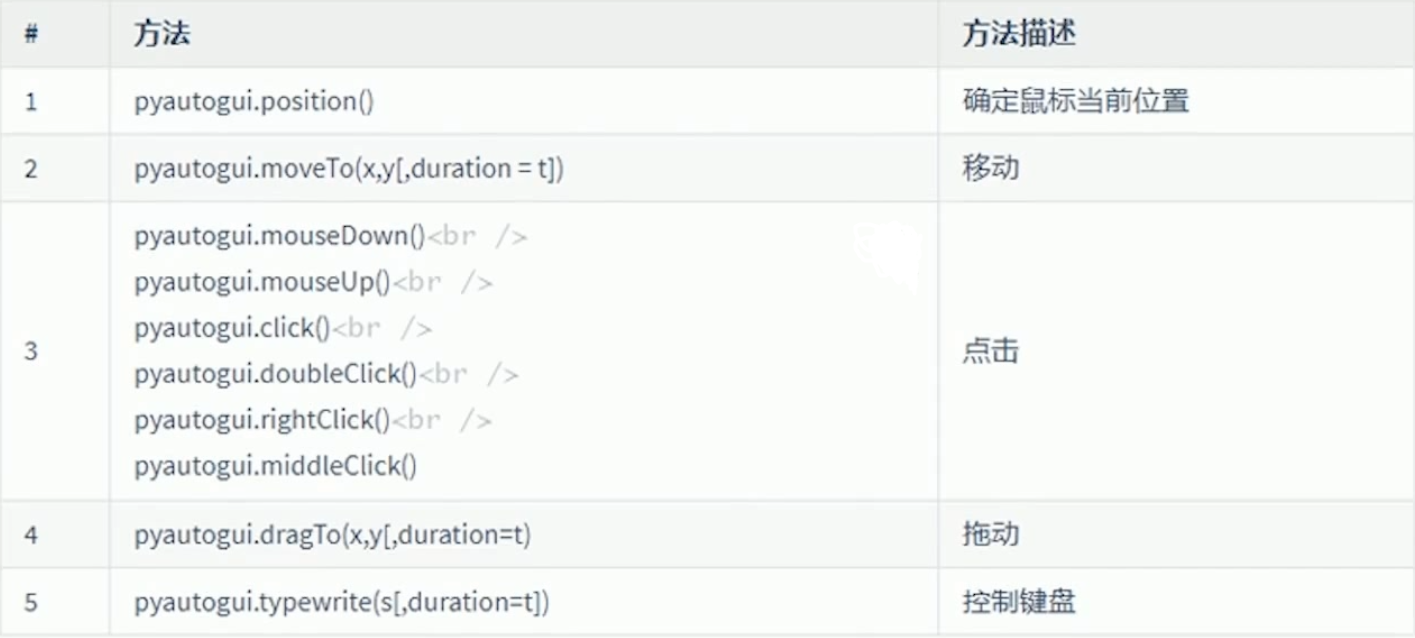 # 方法 方法描述
1 pyautogui.position() 确定鼠标当前位置
2 pyautogui.moveTo(x,y[,duration = t]) 移动
pyautogui.mouseDown()<br />
pyautogui.mouseUp()<br />
pyautogui.click()<br />
3 点击
pyautogui.doubleClick()<br />
pyautogui.rightClick()<br />
pyautogui.middleClick()
4 pyautogui.dragTo(x,y[,duration=t) 拖动
5 pyautogui.typewrite(s[,duration=t]) 控制键盘